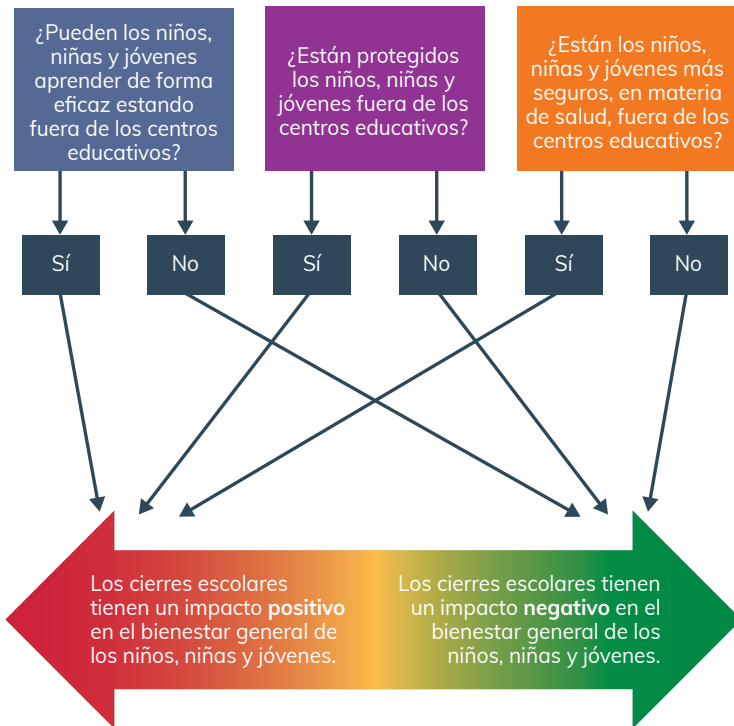 ¿Pueden los niños,
niñas y jóvenes
aprender de forma
eficaz estando
fuera de los centros
educativos?
¿Están protegidos
los niños, niñas y
jóvenes fuera de los
centros educativos?
¿Están los niños,
niñas y jóvenes más
seguros, en materia
de salud, fuera de los
centros educativos?
Sí
No
Sí
No
Sí
No
Los cierres escolares
tienen un impacto positivo
en el bienestar general de
los niños, niñas y jóvenes.
Los cierres escolares tienen
un impacto negativo en el
bienestar general de los
niños, niñas y jóvenes.